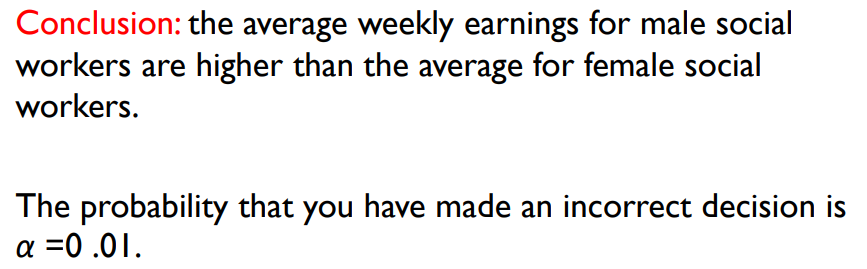 Conclusion: the average weekly earnings for male social
workers are higher than the average for female social
workers.
The probability that you have made an incorrect decision is
α =0 .01.